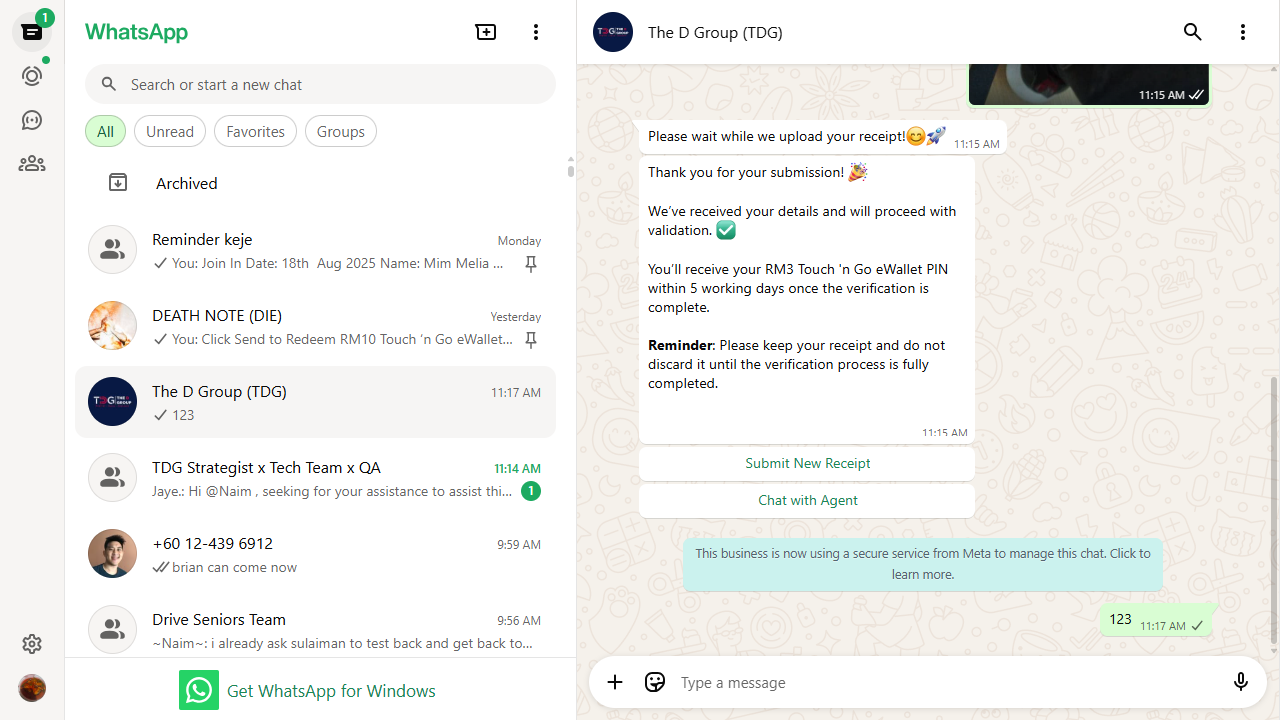 1
WhatsApp
Search or start a new chat
All
Unread
Favorites
Groups
Archived
Reminder keje
Monday
You: Join In Date: 18th Aug 2025 Name: Mim Melia ...
DEATH NOTE (DIE)
Yesterday
You: Click Send to Redeem RM10 Touch 'n Go eWallet...
The D Group (TDG)
11:17 AM
123
TDG Strategist x Tech Team x QA
11:14 AM
Jaye.: Hi @Naim , seeking for your assistance to assist thi...
1
+60 12-439 6912
9:59 AM
brian can come now
Drive Seniors Team
9:56 AM
~Naim~: i already ask sulaiman to test back and get back to...
Get WhatsApp for Windows
The D Group (TDG)
11:15 AM
Please wait while we upload your receipt!😊🚀
11:15 AM
Thank you for your submission! 🎉
We've received your details and will proceed with
validation. ✅
You'll receive your RM3 Touch 'n Go eWallet PIN
within 5 working days once the verification is
complete.
Reminder: Please keep your receipt and do not
discard it until the verification process is fully
completed.
11:15 AM
Submit New Receipt
Chat with Agent
This business is now using a secure service from Meta to manage this chat. Click to
learn more.
123
11:17 AM
Type a message